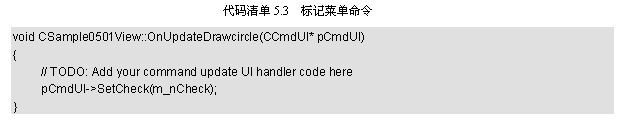 代码清单 5.3 标记菜单命令
void CSample0501View::OnUpdateDrawcircle(CCmdUI* pCmdUI)
{
// TODO: Add your command update UI handler code here
pCmdUI->SetCheck(m_nCheck);
}